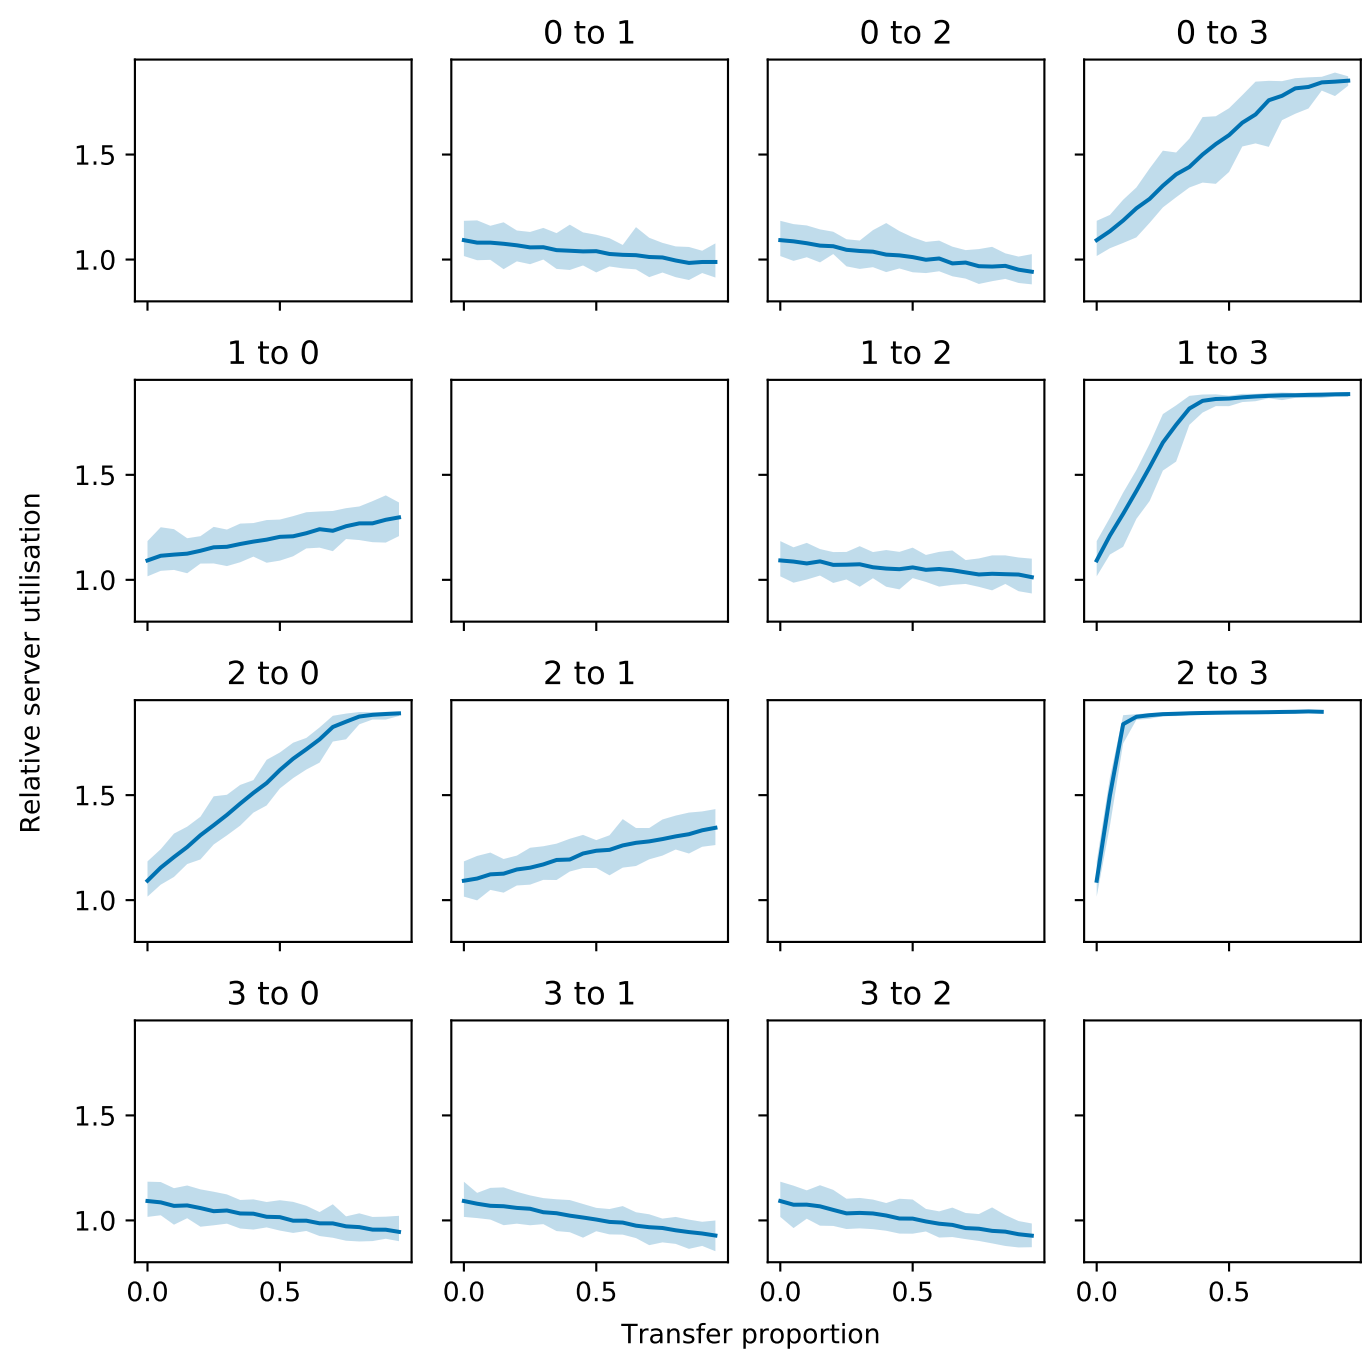 0 to 1
0 to 2
0 to 3
1.5
1.0
1 to 0
1 to 2
1 to 3
1.5
1.0
Relative server utilisation
2 to 0
2 to 1
2 to 3
1.5
1.0
3 to 0
3 to 1
3 to 2
1.5
1.0
0.0 0.5 0.0 0.5 0.0 0.5 0.0 0.5
Transfer proportion